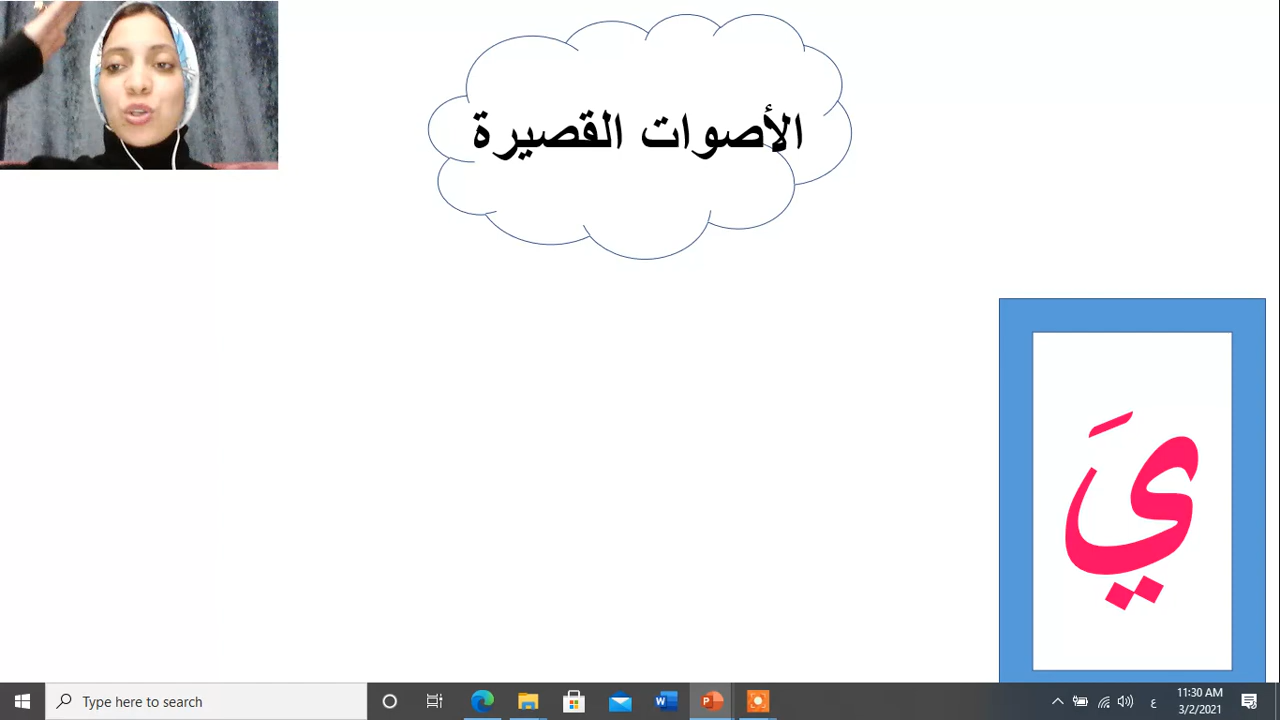 الأصوات القصيرة
يَ
Type here to search
ع
11:30 AM
3/2/2021